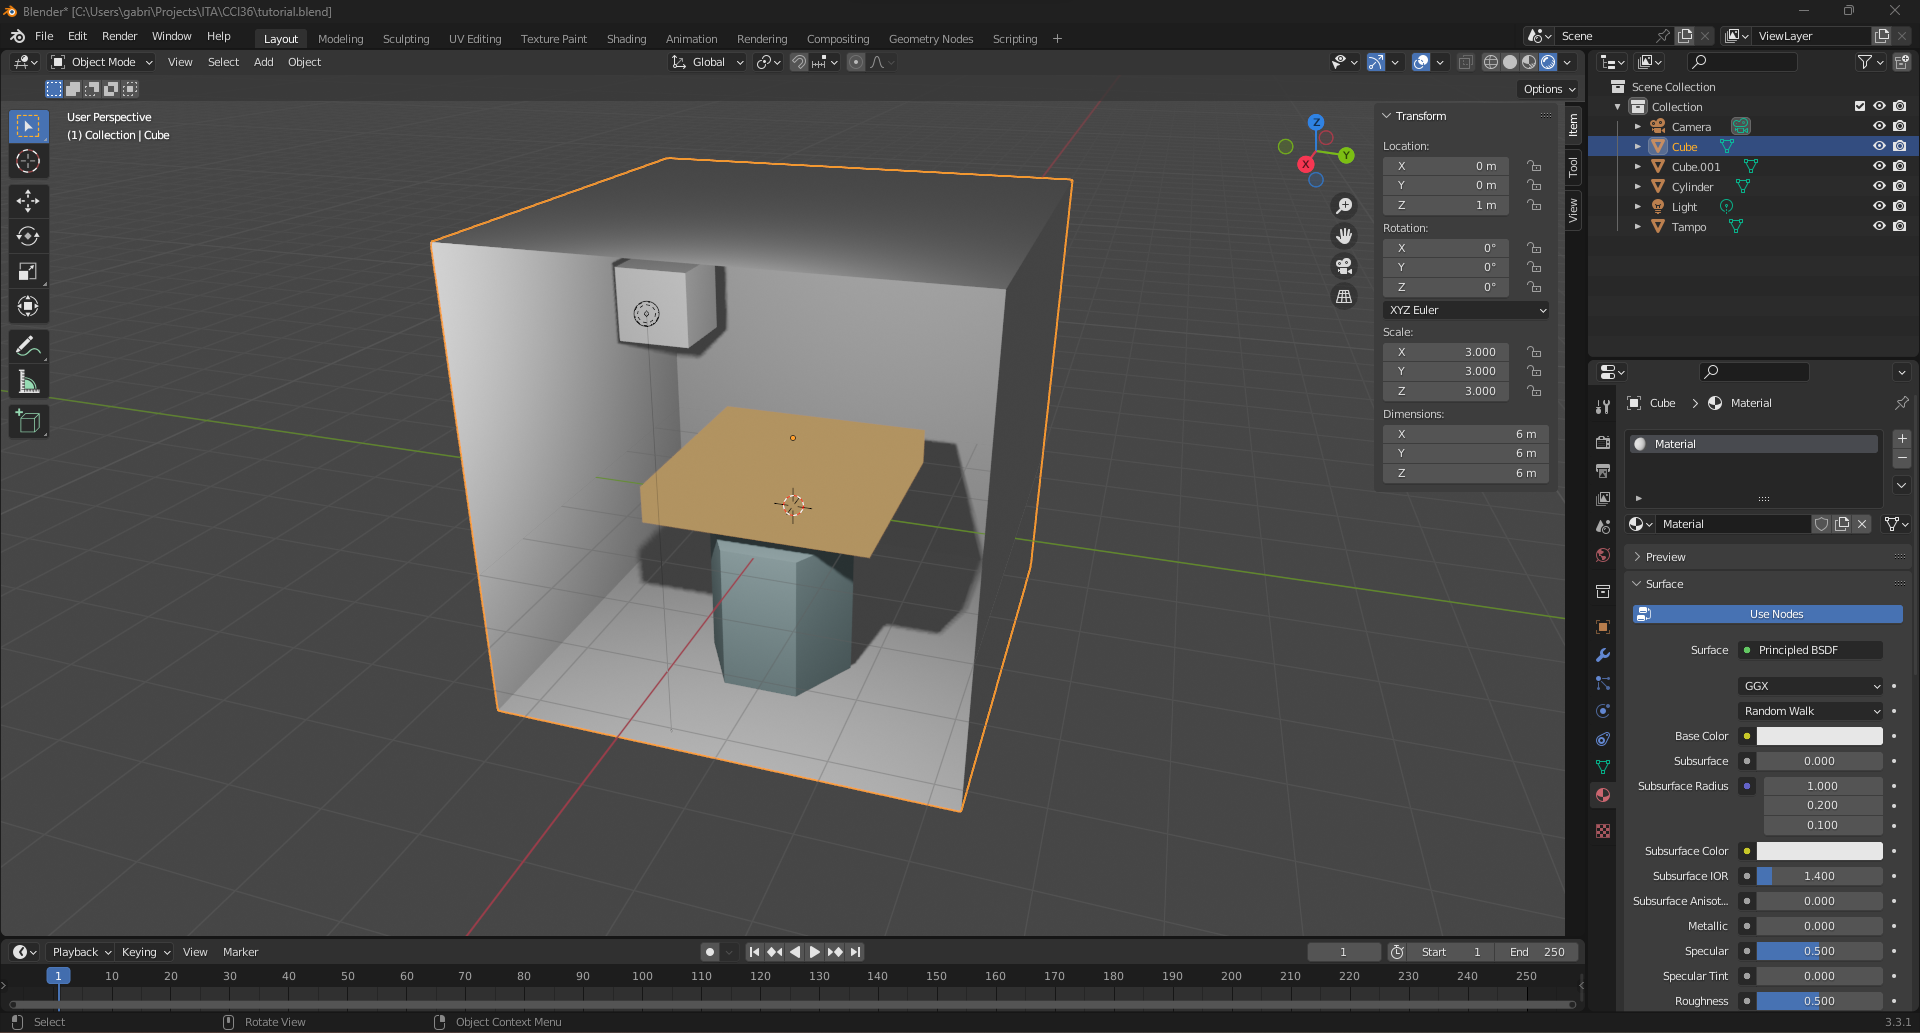 Blender* [C:\Users\gabri\Projects\ITA\CCI36\tutorial.blend]
File Edit Render Window Help Layout Modeling Sculpting UV Editing Texture Paint Shading Animation Rendering Compositing Geometry Nodes Scripting + Scene ViewLayer
Object Mode View Select Add Object Global
Options
User Perspective
(1) Collection | Cube
Z
Y
X
Transform
Location:
X 0 m
Y 0 m
Z 1 m
Rotation:
X 0°
Y 0°
Z 0°
XYZ Euler
Scale:
X 3.000
Y 3.000
Z 3.000
Dimensions:
X 6 m
Y 6 m
Z 6 m
Item
Tool
View
Scene Collection
Collection
Camera
Cube
Cube.001
Cylinder
Light
Tampo
Cube > Material
Material
Material
Preview
Surface
Use Nodes
Surface Principled BSDF
GGX
Random Walk
Base Color
Subsurface 0.000
Subsurface Radius 1.000
0.200
0.100
Subsurface Color
Subsurface IOR 1.400
Subsurface Anisot... 0.000
Metallic 0.000
Specular 0.500
Specular Tint 0.000
Roughness 0.500
Playback Keying View Marker 1 Start 1 End 250
1 10 20 30 40 50 60 70 80 90 100 110 120 130 140 150 160 170 180 190 200 210 220 230 240 250
Select Rotate View Object Context Menu 3.3.1